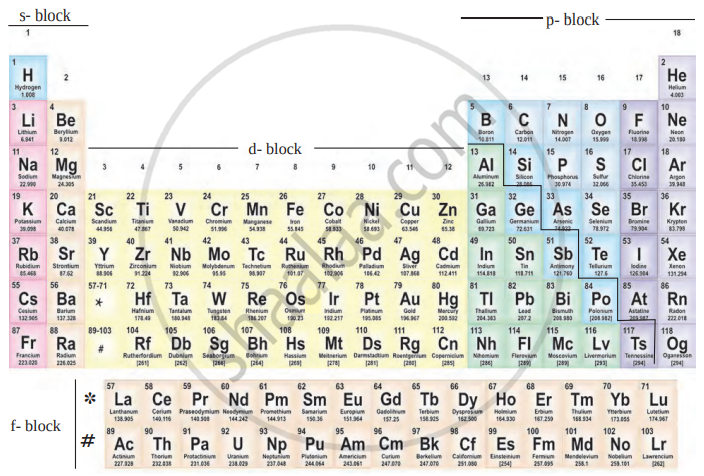 s- block
p- block
1
18
1
2
H
2
13
14
15
16
17
He
Hydrogen
Helium
1.008
4.003
3 4 5 6 7 8 9 10
Li Be B C N O F Ne
Lithium Beryllium Boron Carbon Nitrogen Oxygen Fluorine Neon
6.941 9.012 10.811 12.011 14.007 15.999 18.998 20.180
d- block
11 12 13 14 15 16 17 18
Na Mg 3 4 5 6 7 8 9 10 11 12 Al Si P S Cl Ar
Sodium Magnesium Aluminum Silicon Phosphorus Sulfur Chlorine Argon
22.990 24.305 26.982 28.086 30.974 32.066 35.453 39.948
19 20 21 22 23 24 25 26 27 28 29 30 31 32 33 34 35 36
K Ca Sc Ti V Cr Mn Fe Co Ni Cu Zn Ga Ge As Se Br Kr
Potassium Calcium Scandium Titanium Vanadium Chromium Manganese Iron Cobalt Nickel Copper Zinc Gallium Germanium Arsenic Selenium Bromine Krypton
39.098 40.078 44.956 47.867 50.942 51.996 54.938 55.845 58.933 58.693 63.546 65.38 69.723 72.631 74.922 78.972 79.904 83.798
37 38 39 40 41 42 43 44 45 46 47 48 49 50 51 52 53 54
Rb Sr Y Zr Nb Mo Tc Ru Rh Pd Ag Cd In Sn Sb Te I Xe
Rubidium Strontium Yttrium Zirconium Niobium Molybdenum Technetium Ruthenium Rhodium Palladium Silver Cadmium Indium Tin Antimony Tellurium Iodine Xenon
85.468 87.62 88.906 91.224 92.906 95.95 98.907 101.07 102.906 106.42 107.868 112.411 114.818 118.711 121.760 127.6 126.904 131.294
55 56 57-71 72 73 74 75 76 77 78 79 80 81 82 83 84 85 86
Cs Ba * Hf Ta W Re Os Ir Pt Au Hg Tl Pb Bi Po At Rn
Cesium Barium Hafnium Tantalum Tungsten Rhenium Osmium Iridium Platinum Gold Mercury Thallium Lead Bismuth Polonium Astatine Radon
132.905 137.328 178.49 180.948 183.84 186.207 190.23 192.217 195.085 196.967 200.592 204.383 207.2 208.980 [208.982] 209.987 222.018
87 88 89-103 104 105 106 107 108 109 110 111 112 113 114 115 116 117 118
Fr Ra # Rf Db Sg Bh Hs Mt Ds Rg Cn Nh Fl Mc Lv Ts Og
Francium Radium Rutherfordium Dubnium Seaborgium Bohrium Hassium Meitnerium Darmstadtium Roentgenium Copernicium Nihonium Flerovium Moscovium Livermorium Tennessine Oganesson
223.020 226.025 [261] [262] [266] [264] [269] [278] [281] [280] [285] [286] [289] [289] [293] [294] [294]
57 58 59 60 61 62 63 64 65 66 67 68 69 70 71
* La Ce Pr Nd Pm Sm Eu Gd Tb Dy Ho Er Tm Yb Lu
Lanthanum Cerium Praseodymium Neodymium Promethium Samarium Europium Gadolinium Terbium Dysprosium Holmium Erbium Thulium Ytterbium Lutetium
138.905 140.116 140.908 144.242 144.913 150.36 151.964 157.25 158.925 162.500 164.930 167.259 168.934 173.055 174.967
f- block
89 90 91 92 93 94 95 96 97 98 99 100 101 102 103
# Ac Th Pa U Np Pu Am Cm Bk Cf Es Fm Md No Lr
Actinium Thorium Protactinium Uranium Neptunium Plutonium Americium Curium Berkelium Californium Einsteinium Fermium Mendelevium Nobelium Lawrencium
227.028 232.038 231.036 238.029 237.048 244.064 243.061 247.070 247.070 251.080 [254] 257.095 258.1 259.101 [262]
shaalaa.com